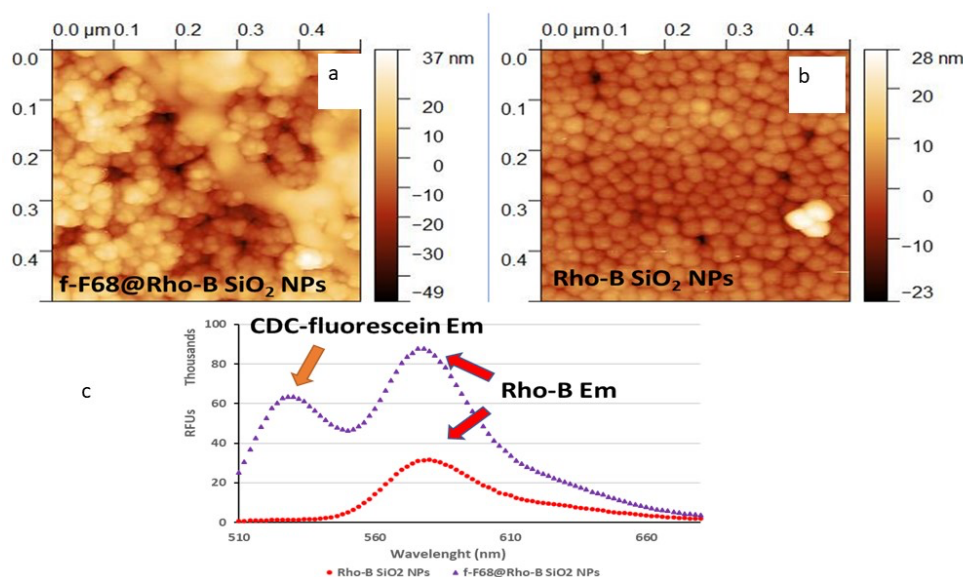 0.0 µm 0.1 0.2 0.3 0.4
0.0
0.1
0.2
0.3
0.4
a
37 nm
20
10
0
−10
−20
−30
−49
f-F68@Rho-B SiO₂ NPs
0.0 µm 0.1 0.2 0.3 0.4
0.0
0.1
0.2
0.3
0.4
b
28 nm
20
10
0
−10
−23
Rho-B SiO₂ NPs
c
CDC-fluorescein Em
Rho-B Em
Thousands
RFUs
100
80
60
40
20
0
510 560 610 660
Wavelenght (nm)
Rho-B SiO2 NPs f-F68@Rho-B SiO2 NPs